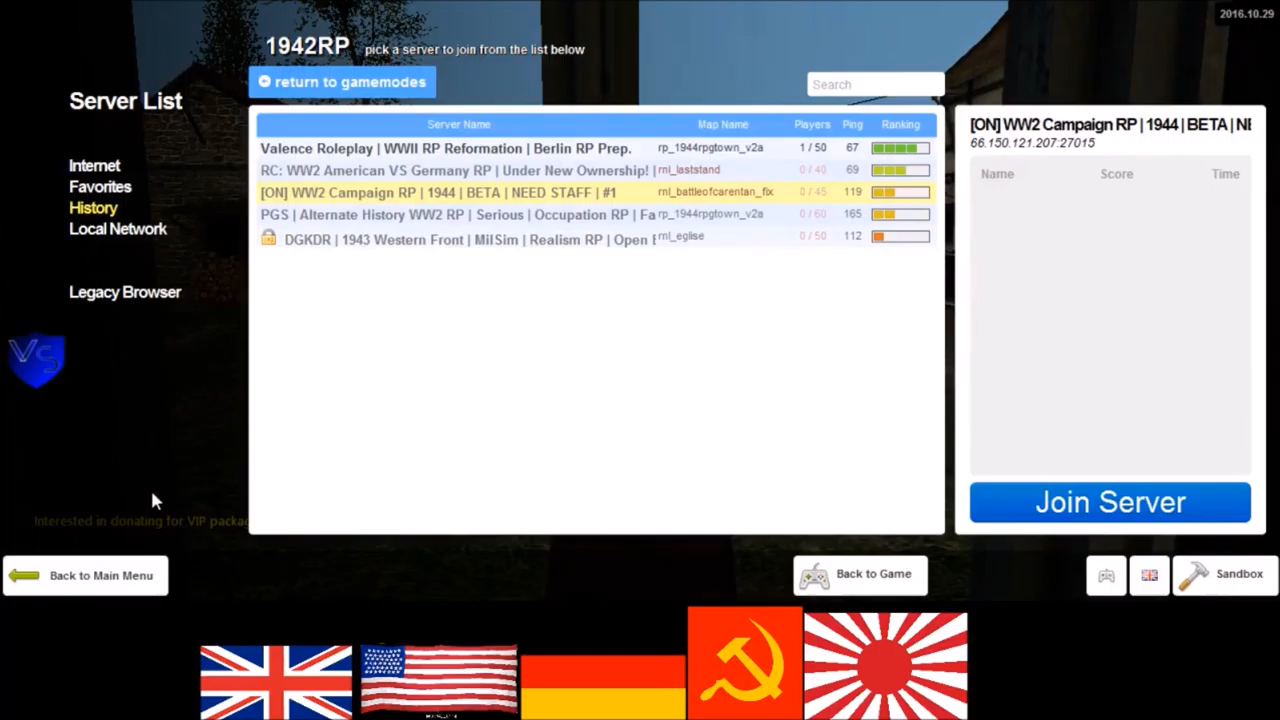 2016.10.29
1942RP pick a server to join from the list below
return to gamemodes
Search
Server List
Internet
Favorites
History
Local Network
Legacy Browser
VS
Server Name Map Name Players Ping Ranking
Valence Roleplay | WWII RP Reformation | Berlin RP Prep. rp_1944rpgtown_v2a 1 / 50 67
RC: WW2 American VS Germany RP | Under New Ownership! | rnl_laststand 0 / 40 69
[ON] WW2 Campaign RP | 1944 | BETA | NEED STAFF | #1 rnl_battleofcarentan_fix 0 / 45 119
PGS | Alternate History WW2 RP | Serious | Occupation RP | Fa rp_1944rpgtown_v2a 0 / 60 165
DGKDR | 1943 Western Front | MilSim | Realism RP | Open E rnl_eglise 0 / 50 112
[ON] WW2 Campaign RP | 1944 | BETA | NE
66.150.121.207:27015
Name Score Time
Join Server
Interested in donating for VIP packa
Back to Main Menu
Back to Game
Sandbox